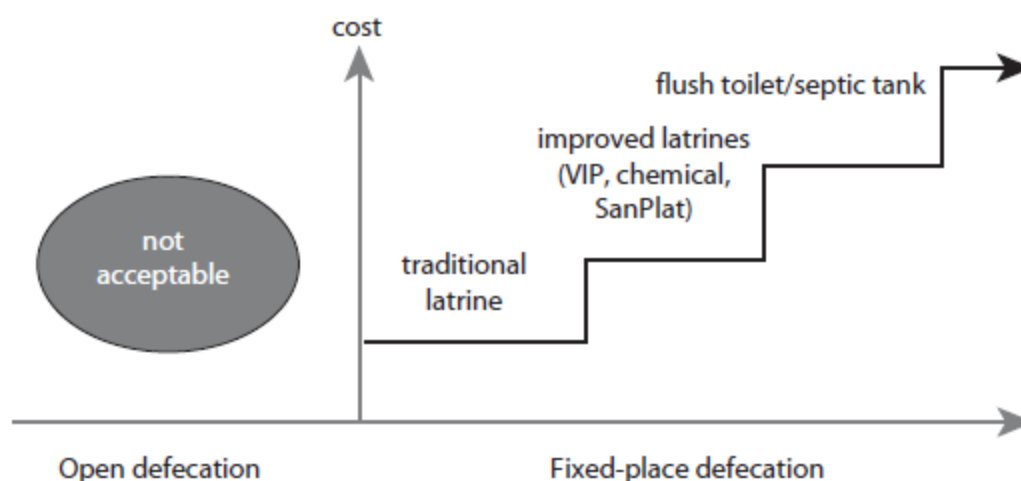 cost
flush toilet/septic tank
improved latrines
(VIP, chemical,
SanPlat)
not
acceptable
traditional
latrine
Open defecation
Fixed-place defecation